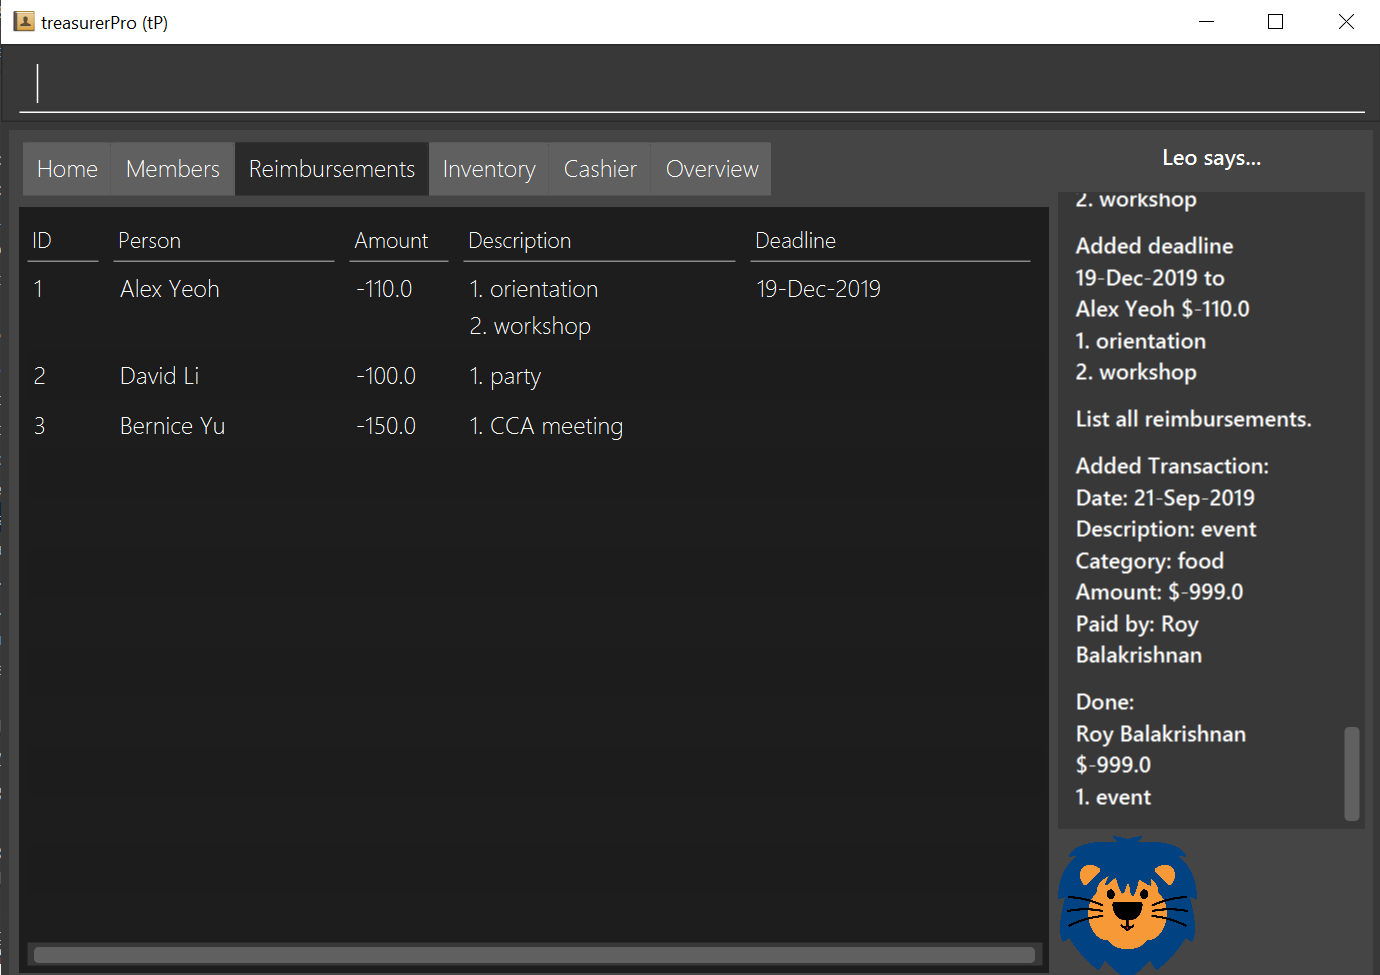 treasurerPro (tP)
Home Members Reimbursements Inventory Cashier Overview
ID Person Amount Description Deadline
1 Alex Yeoh -110.0 1. orientation 19-Dec-2019
2. workshop
2 David Li -100.0 1. party
3 Bernice Yu -150.0 1. CCA meeting
Leo says...
2. workshop
Added deadline
19-Dec-2019 to
Alex Yeoh $-110.0
1. orientation
2. workshop
List all reimbursements.
Added Transaction:
Date: 21-Sep-2019
Description: event
Category: food
Amount: $-999.0
Paid by: Roy
Balakrishnan
Done:
Roy Balakrishnan
$-999.0
1. event